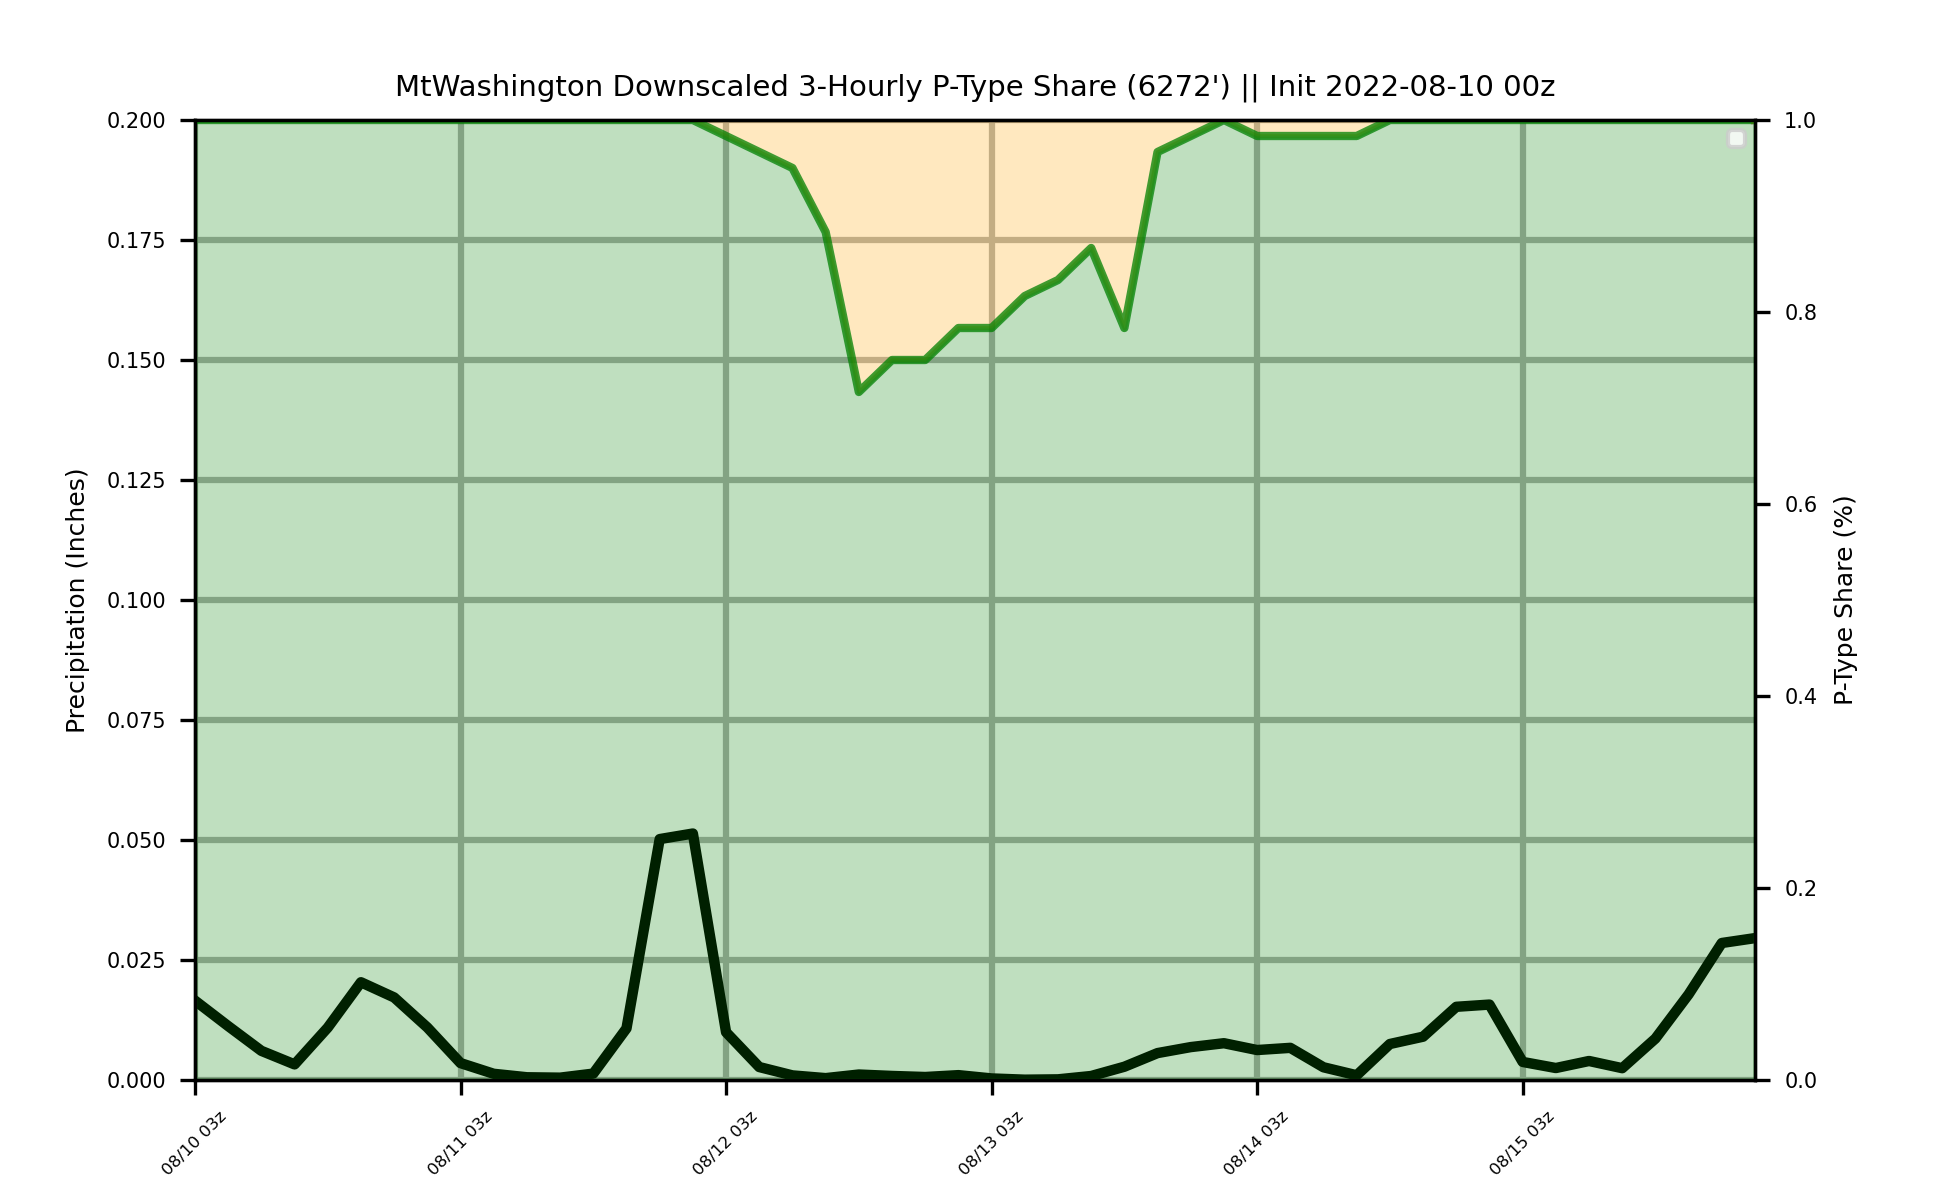 MtWashington Downscaled 3-Hourly P-Type Share (6272') || Init 2022-08-10 00z
0.200
0.175
0.150
0.125
0.100
0.075
0.050
0.025
0.000
Precipitation (Inches)
1.0
0.8
0.6
0.4
0.2
0.0
P-Type Share (%)
08/10 03z
08/11 03z
08/12 03z
08/13 03z
08/14 03z
08/15 03z